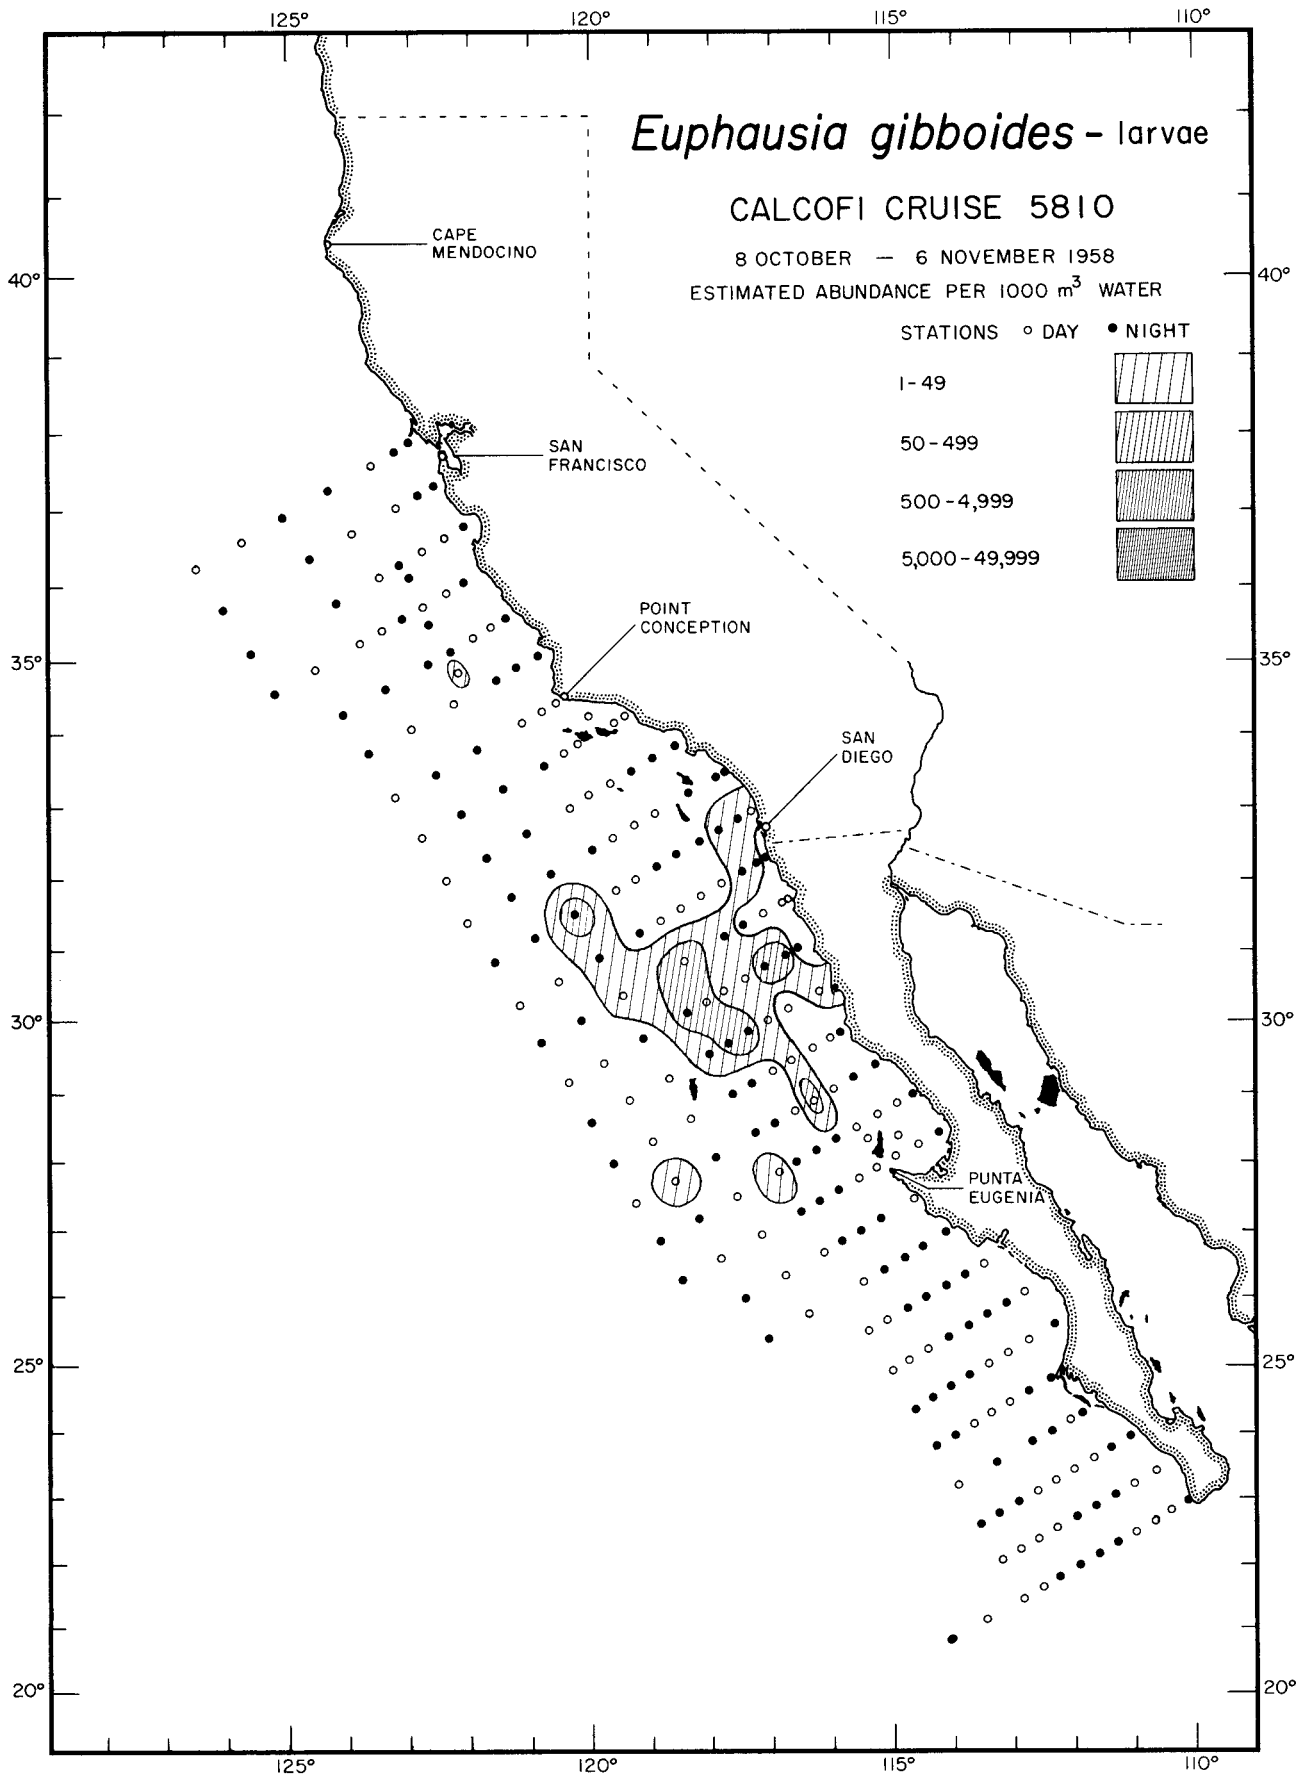 125° 120° 115° 110°
Euphausia gibboides - larvae
CALCOFI CRUISE 5810
8 OCTOBER — 6 NOVEMBER 1958
ESTIMATED ABUNDANCE PER 1000 m³ WATER
STATIONS ○ DAY ● NIGHT
1-49
50-499
500-4,999
5,000-49,999
CAPE
MENDOCINO
40° 40°
SAN
FRANCISCO
POINT
CONCEPTION
35° 35°
SAN
DIEGO
30° 30°
PUNTA
EUGENIA
25° 25°
20° 20°
125° 120° 115° 110°